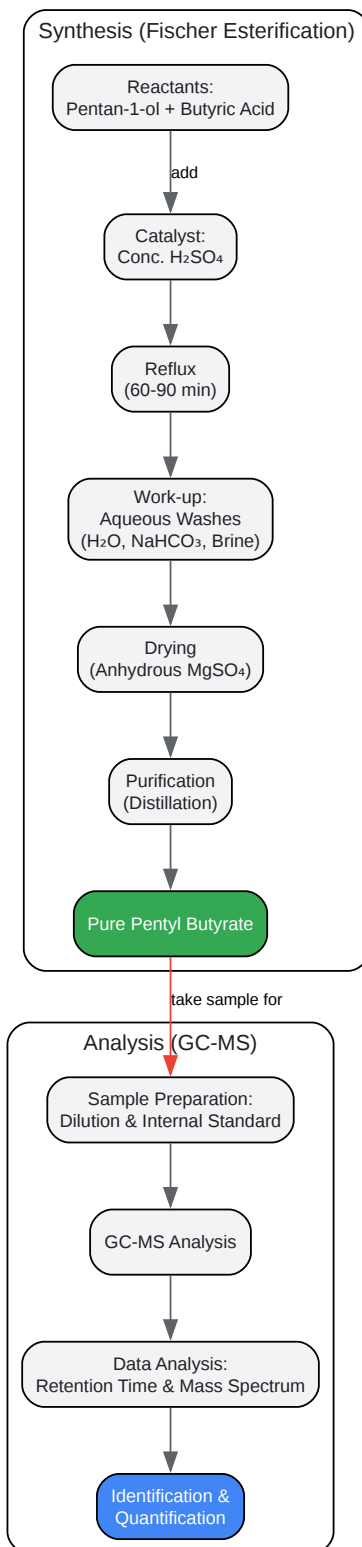 Synthesis (Fischer Esterification)
Reactants:
Pentan-1-ol + Butyric Acid
add
Catalyst:
Conc. H₂SO₄
Reflux
(60-90 min)
Work-up:
Aqueous Washes
(H₂O, NaHCO₃, Brine)
Drying
(Anhydrous MgSO₄)
Purification
(Distillation)
Pure Pentyl Butyrate
take sample for
Analysis (GC-MS)
Sample Preparation:
Dilution & Internal Standard
GC-MS Analysis
Data Analysis:
Retention Time & Mass Spectrum
Identification &
Quantification